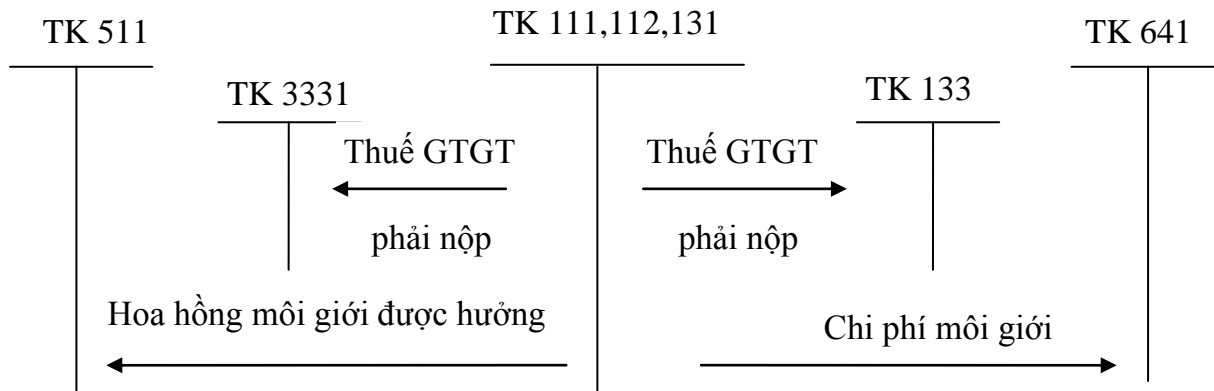 TK 511
TK 111,112,131
TK 641
TK 3331
TK 133
Thuế GTGT
Thuế GTGT
phải nộp
phải nộp
Hoa hồng môi giới được hưởng
Chi phí môi giới